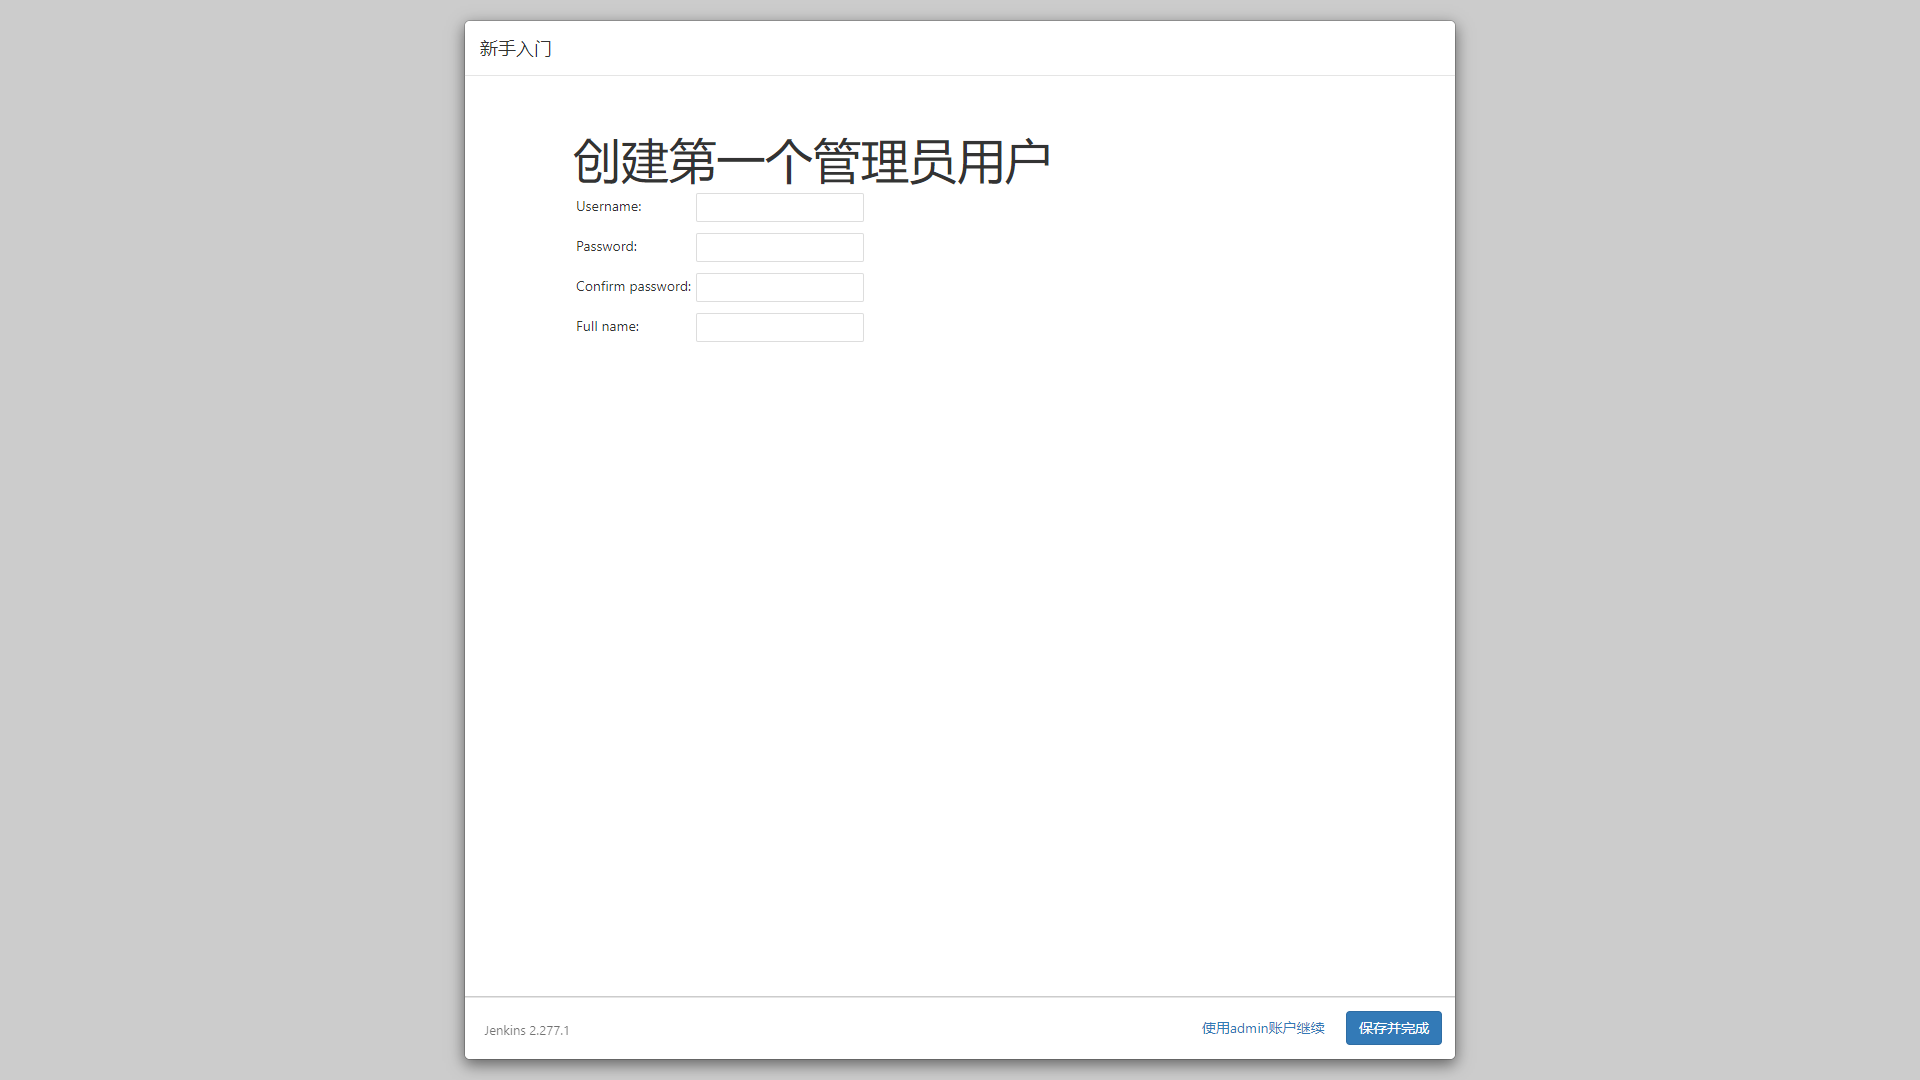 新手入门
创建第一个管理员用户
Username:
Password:
Confirm password:
Full name:
Jenkins 2.277.1
使用admin账户继续
保存并完成